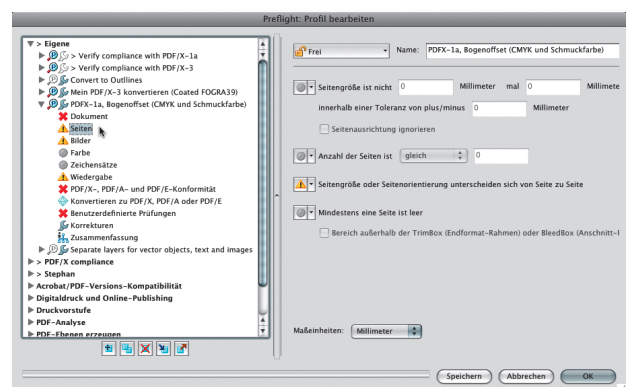 Preflight: Profil bearbeiten
> Eigene
> Verify compliance with PDF/X-1a
> Verify compliance with PDF/X-3
Convert to Outlines
Mein PDF/X-3 konvertieren (Coated FOGRA39)
PDFX-1a, Bogenoffset (CMYK und Schmuckfarbe)
Dokument
Seiten
Bilder
Farbe
Zeichensätze
Wiedergabe
PDF/X-, PDF/A- und PDF/E-Konformität
Konvertieren zu PDF/X, PDF/A oder PDF/E
Benutzerdefinierte Prüfungen
Korrekturen
Zusammenfassung
Separate layers for vector objects, text and images
> PDF/X compliance
> Stephan
Acrobat/PDF-Versions-Kompatibilität
Digitaldruck und Online-Publishing
Druckvorstufe
PDF-Analyse
PDF-Ebenen erzeugen
Frei Name: PDFX-1a, Bogenoffset (CMYK und Schmuckfarbe)
Seitengröße ist nicht 0 Millimeter mal 0 Millimete
innerhalb einer Toleranz von plus/minus 0 Millimeter
Seitenausrichtung ignorieren
Anzahl der Seiten ist gleich 0
Seitengröße oder Seitenorientierung unterscheiden sich von Seite zu Seite
Mindestens eine Seite ist leer
Bereich außerhalb der TrimBox (Endformat-Rahmen) oder BleedBox (Anschnitt-
Maßeinheiten: Millimeter
Speichern Abbrechen OK